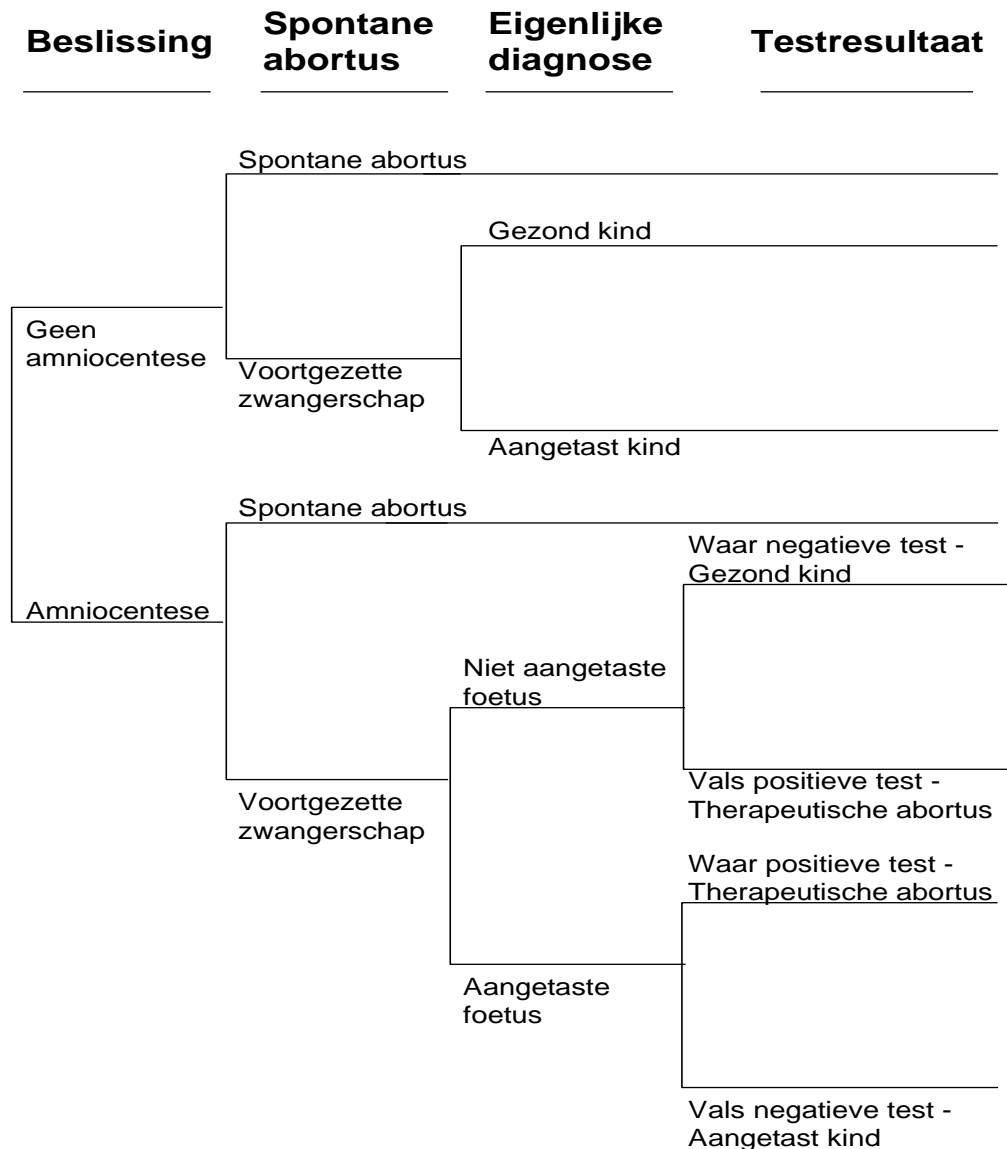 Beslissing
Spontane
abortus
Eigenlijke
diagnose
Testresultaat
Spontane abortus
Gezond kind
Geen
amniocentese
Voortgezette
zwangerschap
Aangetast kind
Spontane abortus
Waar negatieve test -
Gezond kind
Amniocentese
Niet aangetaste
foetus
Voortgezette
zwangerschap
Vals positieve test -
Therapeutische abortus
Waar positieve test -
Therapeutische abortus
Aangetaste
foetus
Vals negatieve test -
Aangetast kind